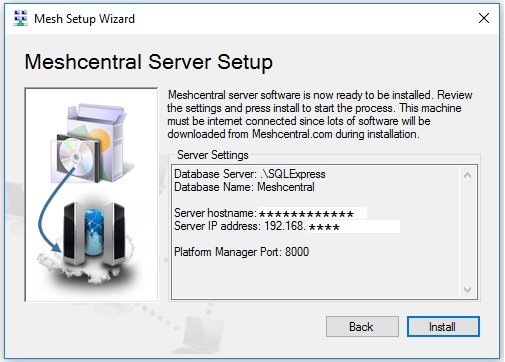 Mesh Setup Wizard
Meshcentral Server Setup
Meshcentral server software is now ready to be installed. Review
the settings and press install to start the process. This machine
must be internet connected since lots of software will be
downloaded from Meshcentral.com during installation.
Server Settings
Database Server: .\SQLExpress
Database Name: Meshcentral
Server hostname: ************
Server IP address: 192.168. ****
Platform Manager Port: 8000
Back
Install